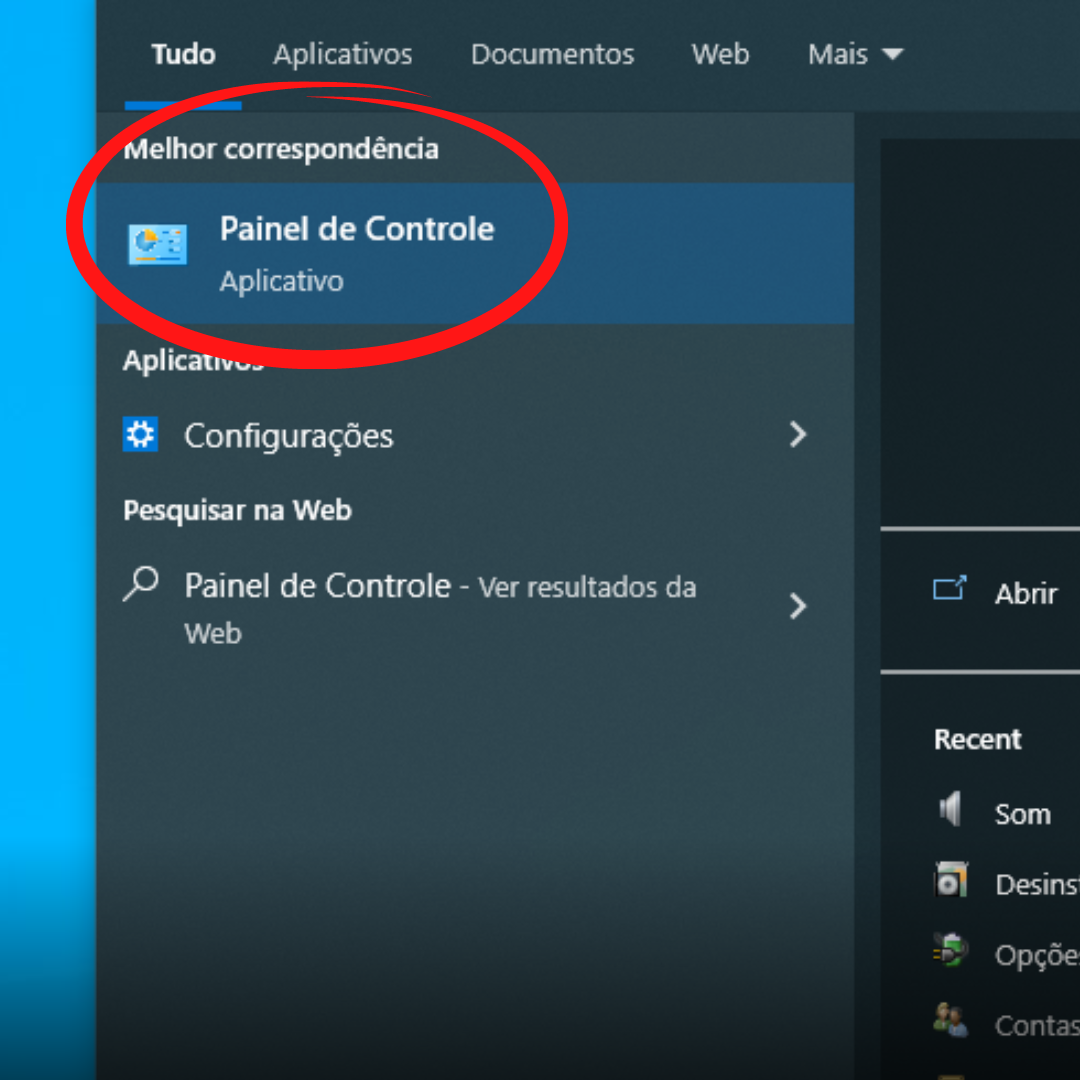 Tudo Aplicativos Documentos Web Mais
Melhor correspondência
Painel de Controle
Aplicativo
Aplicativos
Configurações
Pesquisar na Web
Painel de Controle - Ver resultados da
Web
Abrir
Recent
Som
Desinst
Opções
Contas